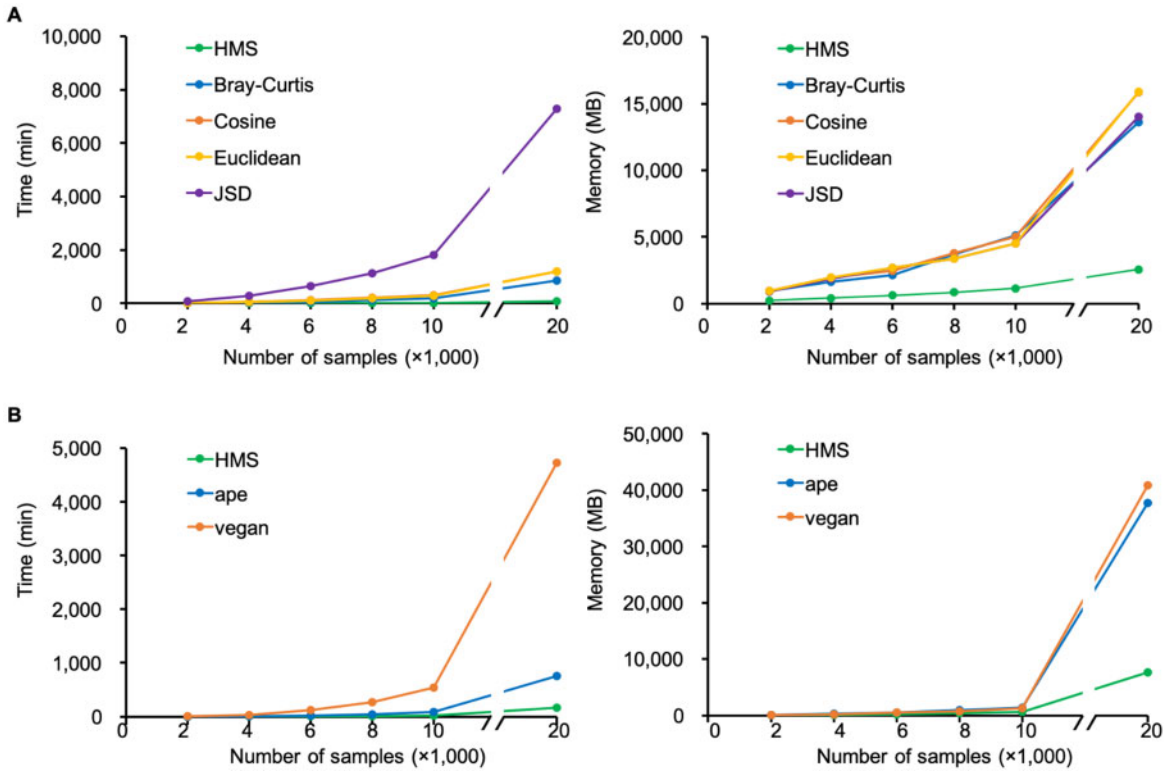 A
Time (min)
10,000
8,000
6,000
4,000
2,000
0
HMS
Bray-Curtis
Cosine
Euclidean
JSD
0 2 4 6 8 10 20
Number of samples (×1,000)
Memory (MB)
20,000
15,000
10,000
5,000
0
HMS
Bray-Curtis
Cosine
Euclidean
JSD
0 2 4 6 8 10 20
Number of samples (×1,000)
B
Time (min)
5,000
4,000
3,000
2,000
1,000
0
HMS
ape
vegan
0 2 4 6 8 10 20
Number of samples (×1,000)
Memory (MB)
50,000
40,000
30,000
20,000
10,000
0
HMS
ape
vegan
0 2 4 6 8 10 20
Number of samples (×1,000)